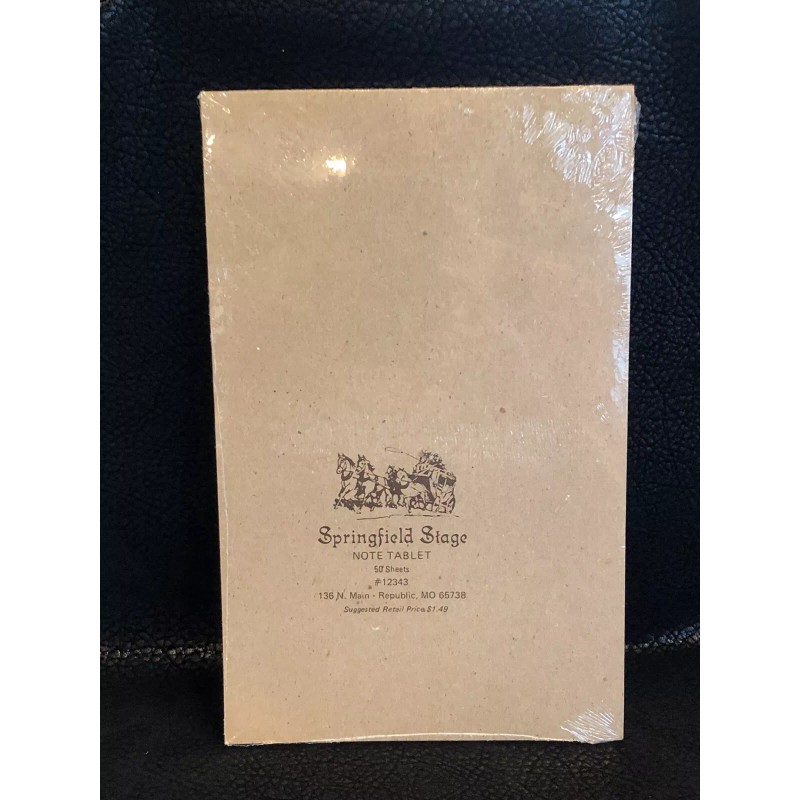 Springfield Stage
NOTE TABLET
50 Sheets
#12343
136 N. Main - Republic, MO 65738
Suggested Retail Price $1.49